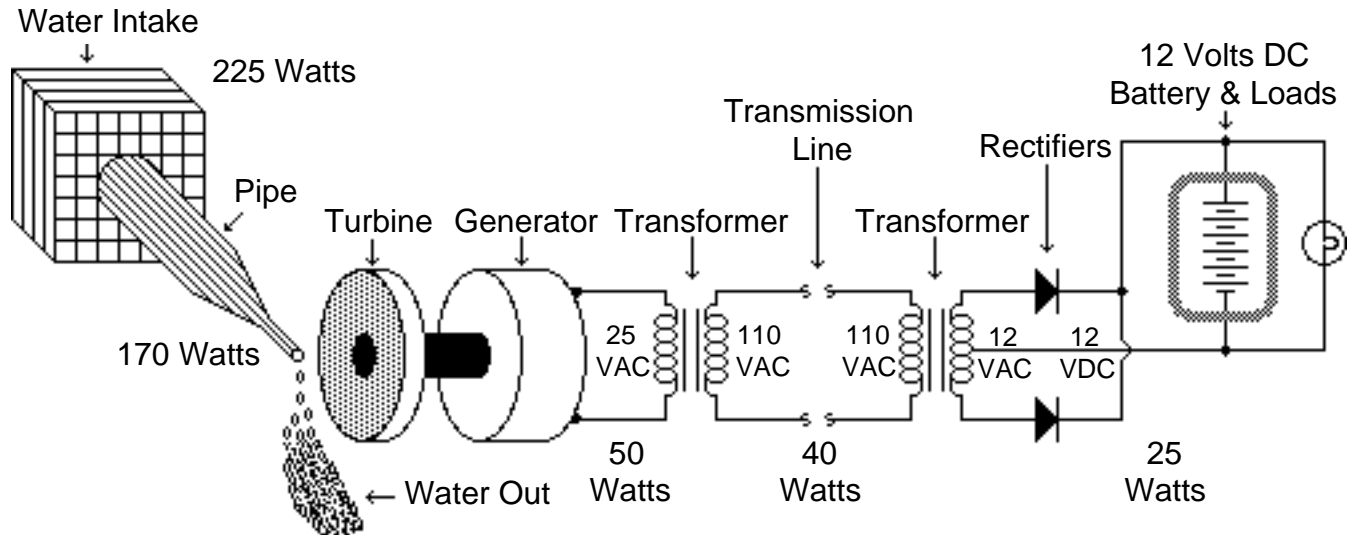 Water Intake
225 Watts
12 Volts DC
Battery & Loads
Transmission
Line
Rectifiers
Pipe
Turbine
Generator
Transformer
Transformer
170 Watts
25
VAC
110
VAC
110
VAC
12
VAC
12
VDC
50
Watts
40
Watts
25
Watts
Water Out